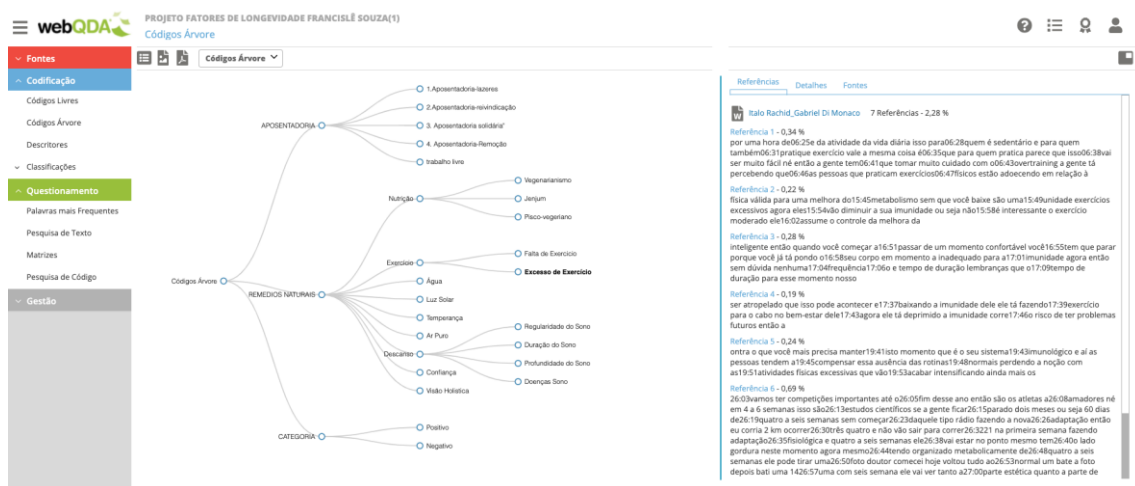 webQDA
PROJETO FATORES DE LONGEVIDADE FRANCISLÊ SOUZA(1)
Códigos Árvore
Fontes
Codificação
Códigos Livres
Códigos Árvore
Descritores
Classificações
Questionamento
Palavras mais Frequentes
Pesquisa de Texto
Matrizes
Pesquisa de Código
Gestão
Códigos Árvore
Códigos Árvore
APOSENTADORIA
1.Aposentadoria-lazeres
2.Aposentadoria-reivindicação
3. Aposentadoria solidária"
4. Aposentadoria-Remoção
trabalho livre
REMEDIOS NATURAIS
Nutrição
Vegenarianismo
Jenjum
Pisco-vegeriano
Exercício
Falta de Exercicio
Excesso de Exercício
Água
Luz Solar
Temperança
Ar Puro
Descanso
Regularidade do Sono
Duração do Sono
Profundidade do Sono
Doenças Sono
Confiança
Visão Holistica
CATEGORIA
Positivo
Negativo
Referências Detalhes Fontes
Italo Rachid_Gabriel Di Monaco 7 Referências - 2,28 %
Referência 1 - 0,34 %
por uma hora de06:25e da atividade da vida diária isso para06:28quem é sedentário e para quem
também06:31pratique exercício vale a mesma coisa é06:35que para quem pratica parece que isso06:38vai
ser muito fácil né então a gente tem06:41que tomar muito cuidado com o06:43overtraining a gente tá
percebendo que06:46as pessoas que praticam exercícios06:47físicos estão adoecendo em relação à
Referência 2 - 0,22 %
física válida para uma melhora do15:45metabolismo sem que você baixe são uma15:49unidade exercícios
excessivos agora eles15:54vão diminuir a sua imunidade ou seja não15:58é interessante o exercício
moderado ele16:02assume o controle da melhora da
Referência 3 - 0,28 %
inteligente então quando você começar a16:51passar de um momento confortável você16:55tem que parar
porque você já tá pondo o16:58seu corpo em momento a inadequado para a17:01imunidade agora então
sem dúvida nenhuma17:04frequência17:06o e tempo de duração lembranças que o17:09tempo de
duração para esse momento nosso
Referência 4 - 0,19 %
ser atropelado que isso pode acontecer e17:37baixando a imunidade dele ele tá fazendo17:39exercício
para o cabo no bem-estar dele17:43agora ele tá deprimido a imunidade corre17:46o risco de ter problemas
futuros então a
Referência 5 - 0,24 %
ontra o que você mais precisa manter19:41isto momento que é o seu sistema19:43imunológico e aí as
pessoas tendem a19:45compensar essa ausência das rotinas19:48normais perdendo a noção com
as19:51atividades físicas excessivas que vão19:53acabar intensificando ainda mais os
Referência 6 - 0,69 %
26:03vamos ter competições importantes até o26:05fim desse ano então são os atletas a26:08amadores né
em 4 a 6 semanas isso são26:13estudos científicos se a gente ficar26:15parado dois meses ou seja 60 dias
de26:19quatro a seis semanas sem começar26:23daquele tipo rádio fazendo a nova26:26adaptação então
eu corria 2 km ocorrer26:30três quatro e não vão sair para correr26:3221 na primeira semana fazendo
adaptação26:35fisiológica e quatro a seis semanas ele26:38vai estar no ponto mesmo tem26:40o lado
gordura neste momento agora mesmo26:44tendo organizado metabolicamente de26:48quatro a seis
semanas ele pode tirar uma26:50foto doutor comecei hoje voltou tudo ao26:53normal um bate a foto
depois bati uma 1426:57uma com seis semana ele vai ver tanto a27:00parte estética quanto a parte de